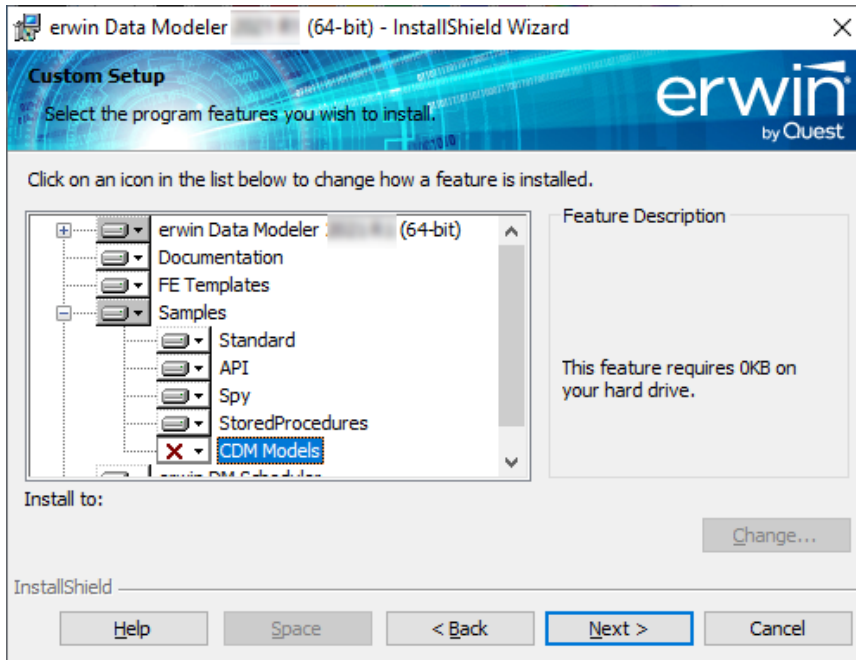 erwin Data Modeler (64-bit) - InstallShield Wizard
Custom Setup
Select the program features you wish to install.
erwin
by Quest
Click on an icon in the list below to change how a feature is installed.
erwin Data Modeler (64-bit)
Documentation
FE Templates
Samples
Standard
API
Spy
StoredProcedures
CDM Models
erwin DM Scheduler
Feature Description
This feature requires 0KB on
your hard drive.
Install to:
Change...
InstallShield
Help
Space
< Back
Next >
Cancel